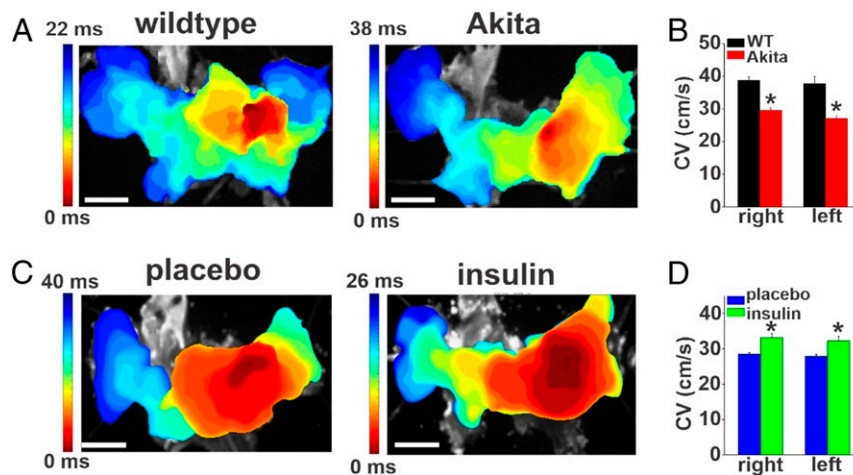 A
wildtype
22 ms
0 ms
Akita
38 ms
0 ms
B
WT
Akita
CV (cm/s)
50
40
30
20
10
0
*
*
right
left
C
placebo
40 ms
0 ms
insulin
26 ms
0 ms
D
placebo
insulin
CV (cm/s)
50
40
30
20
10
0
*
*
right
left